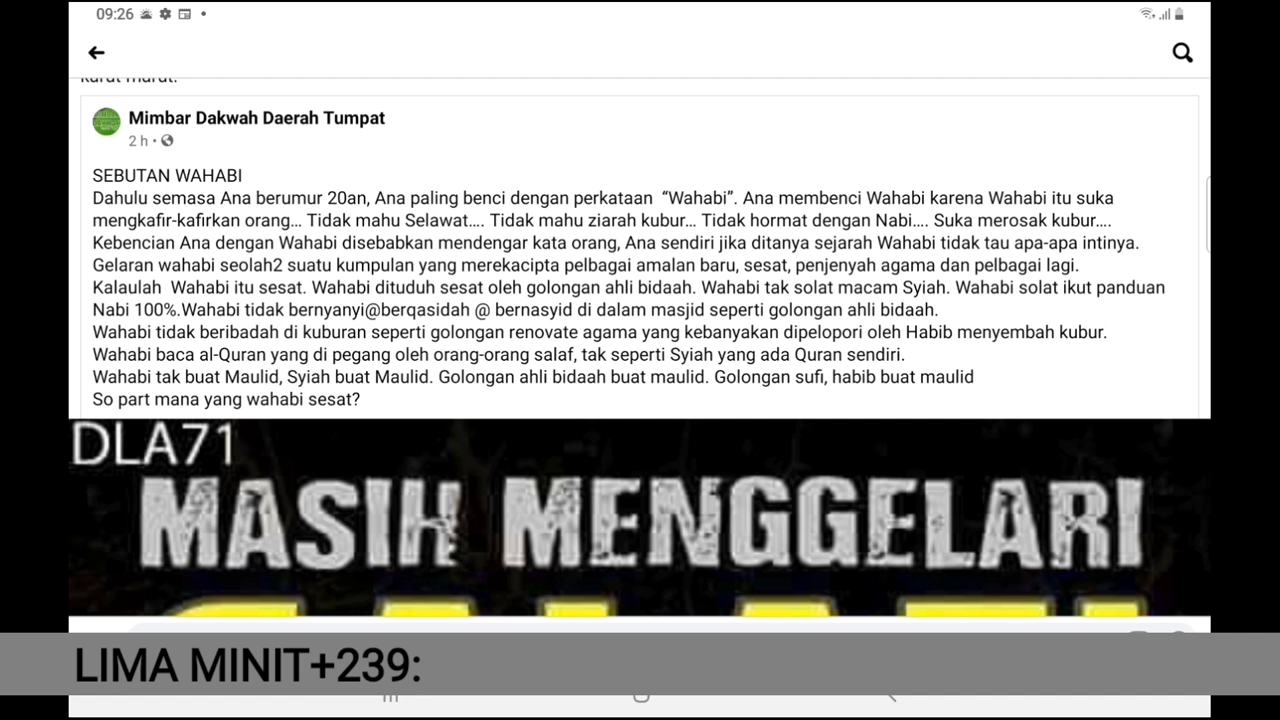 09:26
karut marut.
Mimbar Dakwah Daerah Tumpat
2 h •
SEBUTAN WAHABI
Dahulu semasa Ana berumur 20an, Ana paling benci dengan perkataan “Wahabi”. Ana membenci Wahabi karena Wahabi itu suka
mengkafir-kafirkan orang… Tidak mahu Selawat…. Tidak mahu ziarah kubur… Tidak hormat dengan Nabi…. Suka merosak kubur….
Kebencian Ana dengan Wahabi disebabkan mendengar kata orang, Ana sendiri jika ditanya sejarah Wahabi tidak tau apa-apa intinya.
Gelaran wahabi seolah2 suatu kumpulan yang merekacipta pelbagai amalan baru, sesat, penjenyah agama dan pelbagai lagi.
Kalaulah Wahabi itu sesat. Wahabi dituduh sesat oleh golongan ahli bidaah. Wahabi tak solat macam Syiah. Wahabi solat ikut panduan
Nabi 100%.Wahabi tidak bernyanyi@berqasidah @ bernasyid di dalam masjid seperti golongan ahli bidaah.
Wahabi tidak beribadah di kuburan seperti golongan renovate agama yang kebanyakan dipelopori oleh Habib menyembah kubur.
Wahabi baca al-Quran yang di pegang oleh orang-orang salaf, tak seperti Syiah yang ada Quran sendiri.
Wahabi tak buat Maulid, Syiah buat Maulid. Golongan ahli bidaah buat maulid. Golongan sufi, habib buat maulid
So part mana yang wahabi sesat?
DLA71
MASIH MENGGELARI
LIMA MINIT+239: